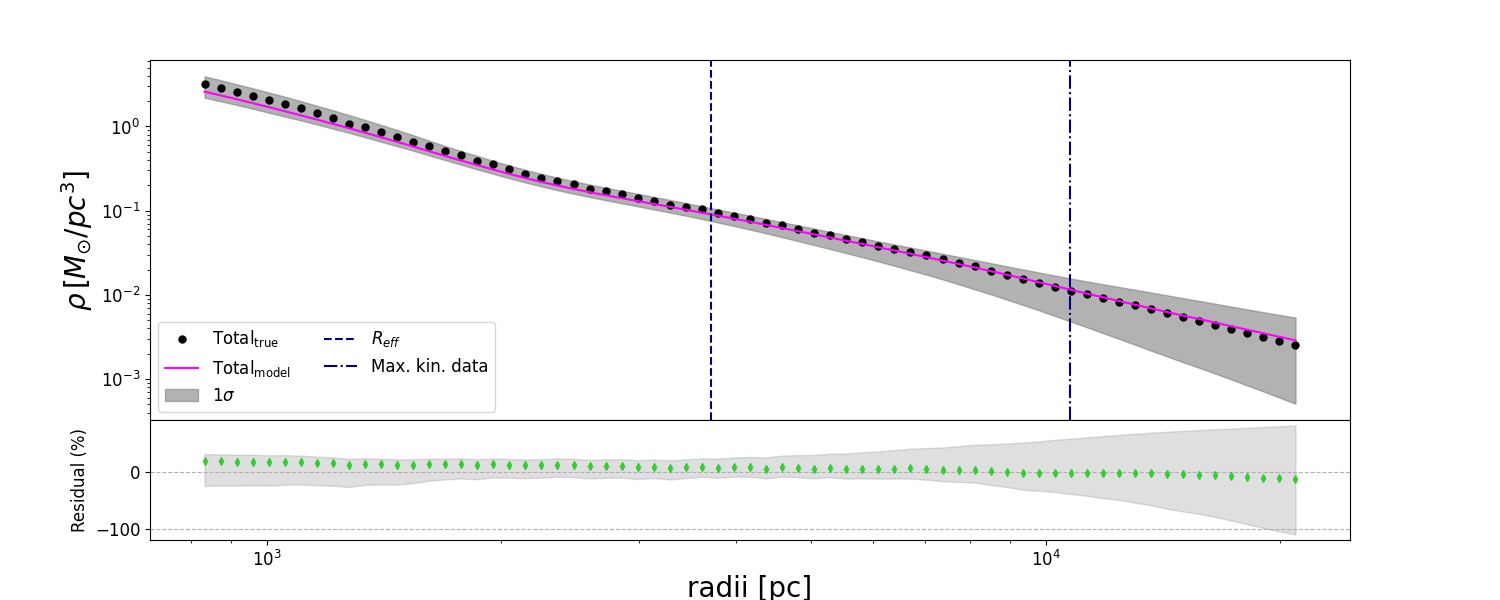 ρ [M⊙/pc³]
10⁰
10⁻¹
10⁻²
10⁻³
Total_true
Total_model
1σ
R_eff
Max. kin. data
Residual (%)
0
−100
10³
10⁴
radii [pc]